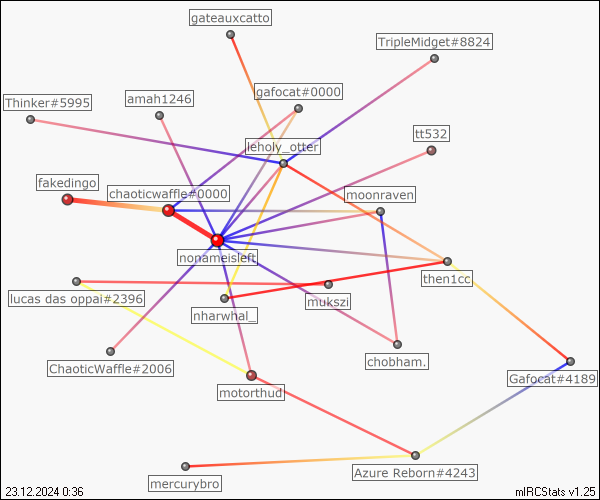 gateauxcatto
TripleMidget#8824
gafocat#0000
amah1246
Thinker#5995
tt532
leholy_otter
fakedingo
chaoticwaffle#0000
moonraven
nonameisleft
then1cc
lucas das oppai#2396
mukszi
nharwhal_
chobham.
ChaoticWaffle#2006
Gafocat#4189
motorthud
Azure Reborn#4243
mercurybro
23.12.2024 0:36
mIRCStats v1.25